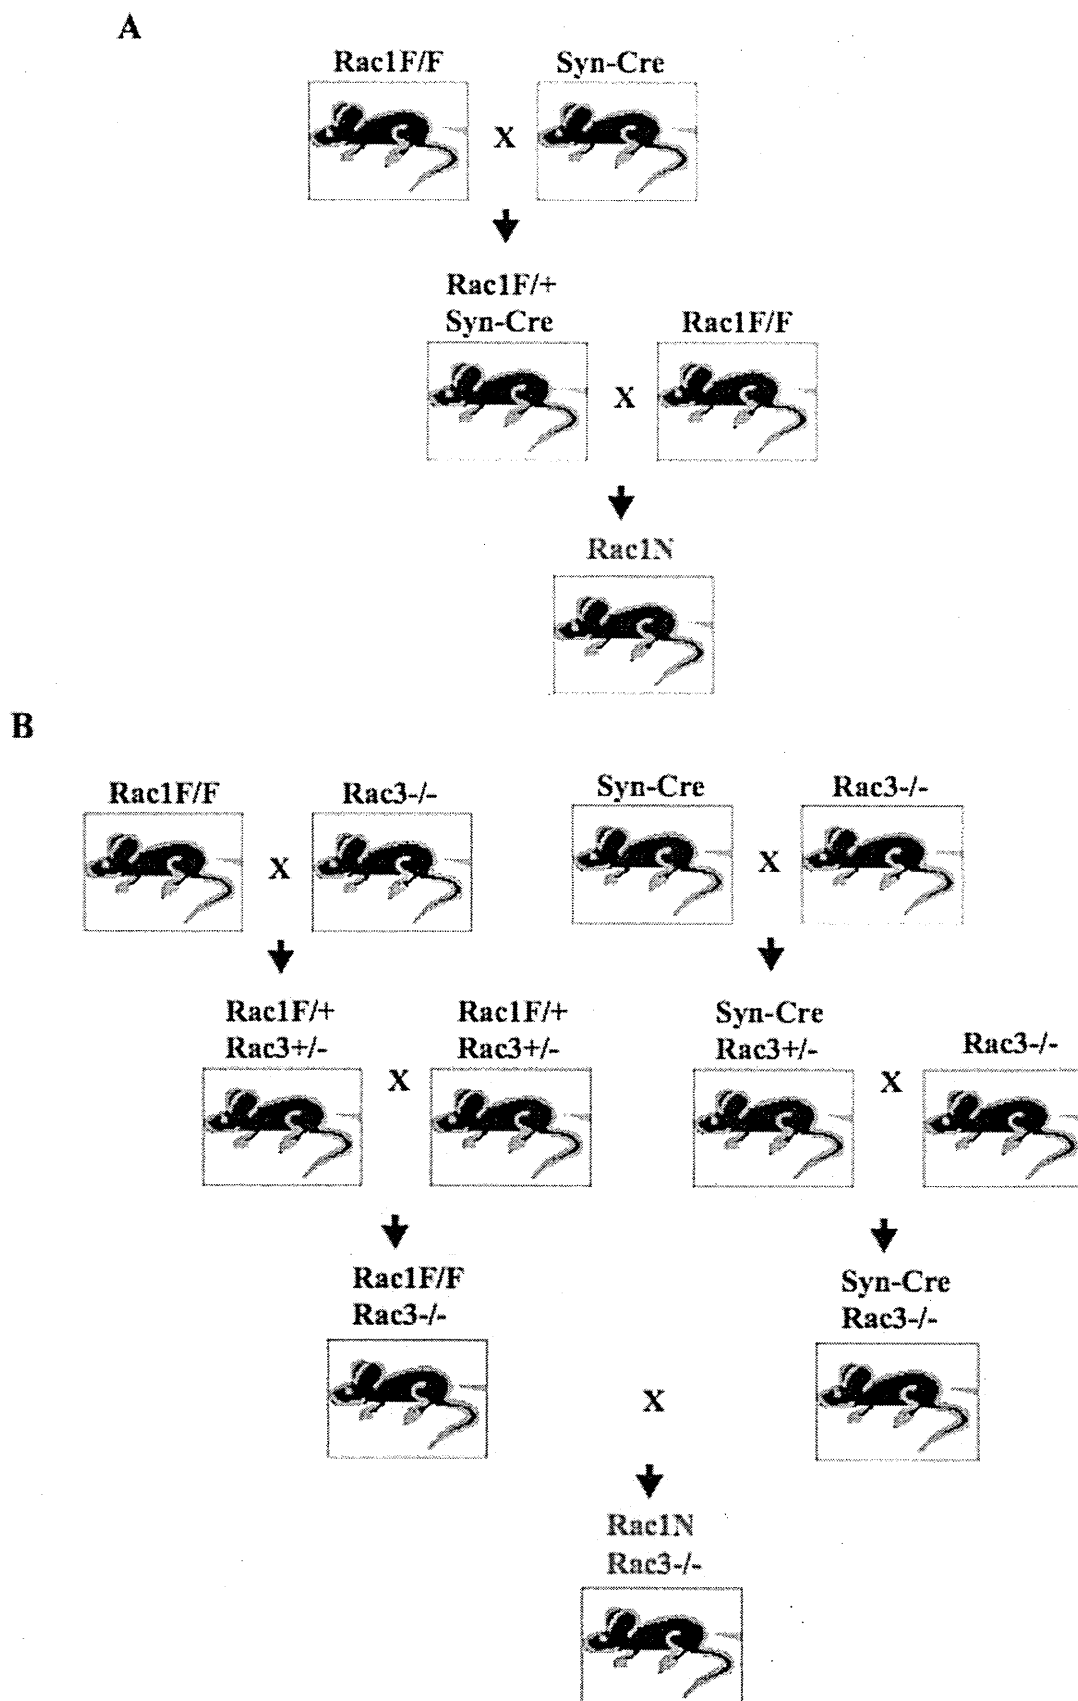 A
Rac1F/F Syn-Cre
X
Rac1F/+
Syn-Cre Rac1F/F
X
Rac1N
B
Rac1F/F Rac3-/- Syn-Cre Rac3-/-
X X
Rac1F/+ Rac1F/+ Syn-Cre
Rac3+/- Rac3+/- Rac3+/- Rac3-/-
X X
Rac1F/F Syn-Cre
Rac3-/- Rac3-/-
X
Rac1N
Rac3-/-